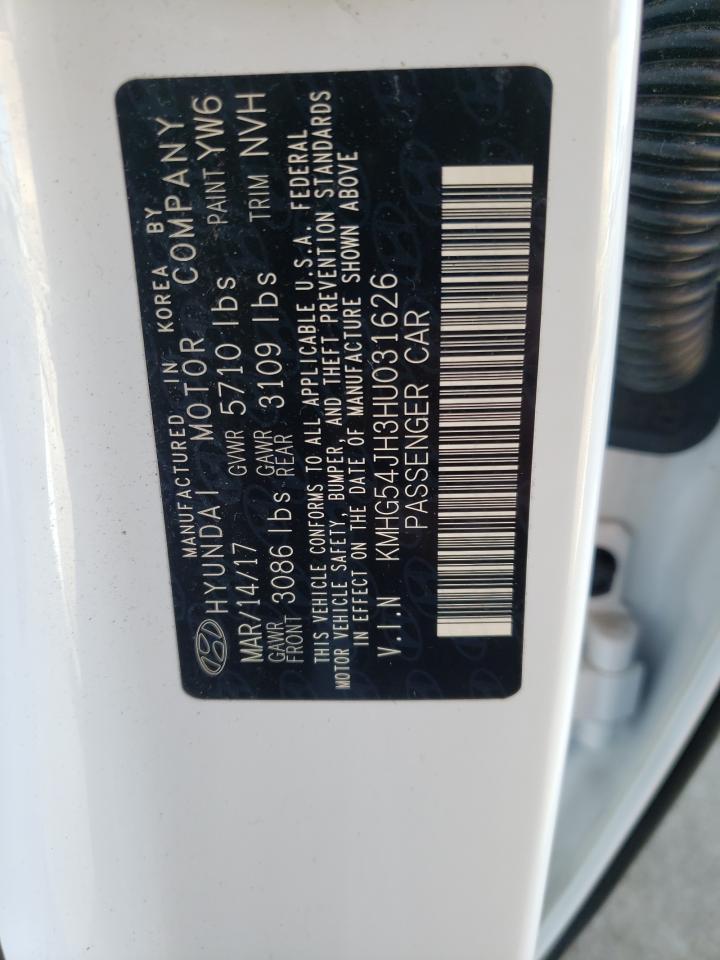 MANUFACTURED IN KOREA BY
HYUNDAI MOTOR COMPANY
MAR/14/17 GVWR 5710 lbs PAINT YW6
GAWR FRONT 3086 lbs GAWR REAR 3109 lbs TRIM NVH
THIS VEHICLE CONFORMS TO ALL APPLICABLE U.S.A. FEDERAL
MOTOR VEHICLE SAFETY, BUMPER, AND THEFT PREVENTION STANDARDS
IN EFFECT ON THE DATE OF MANUFACTURE SHOWN ABOVE
V.I.N KMHG54JH3HU031626
PASSENGER CAR